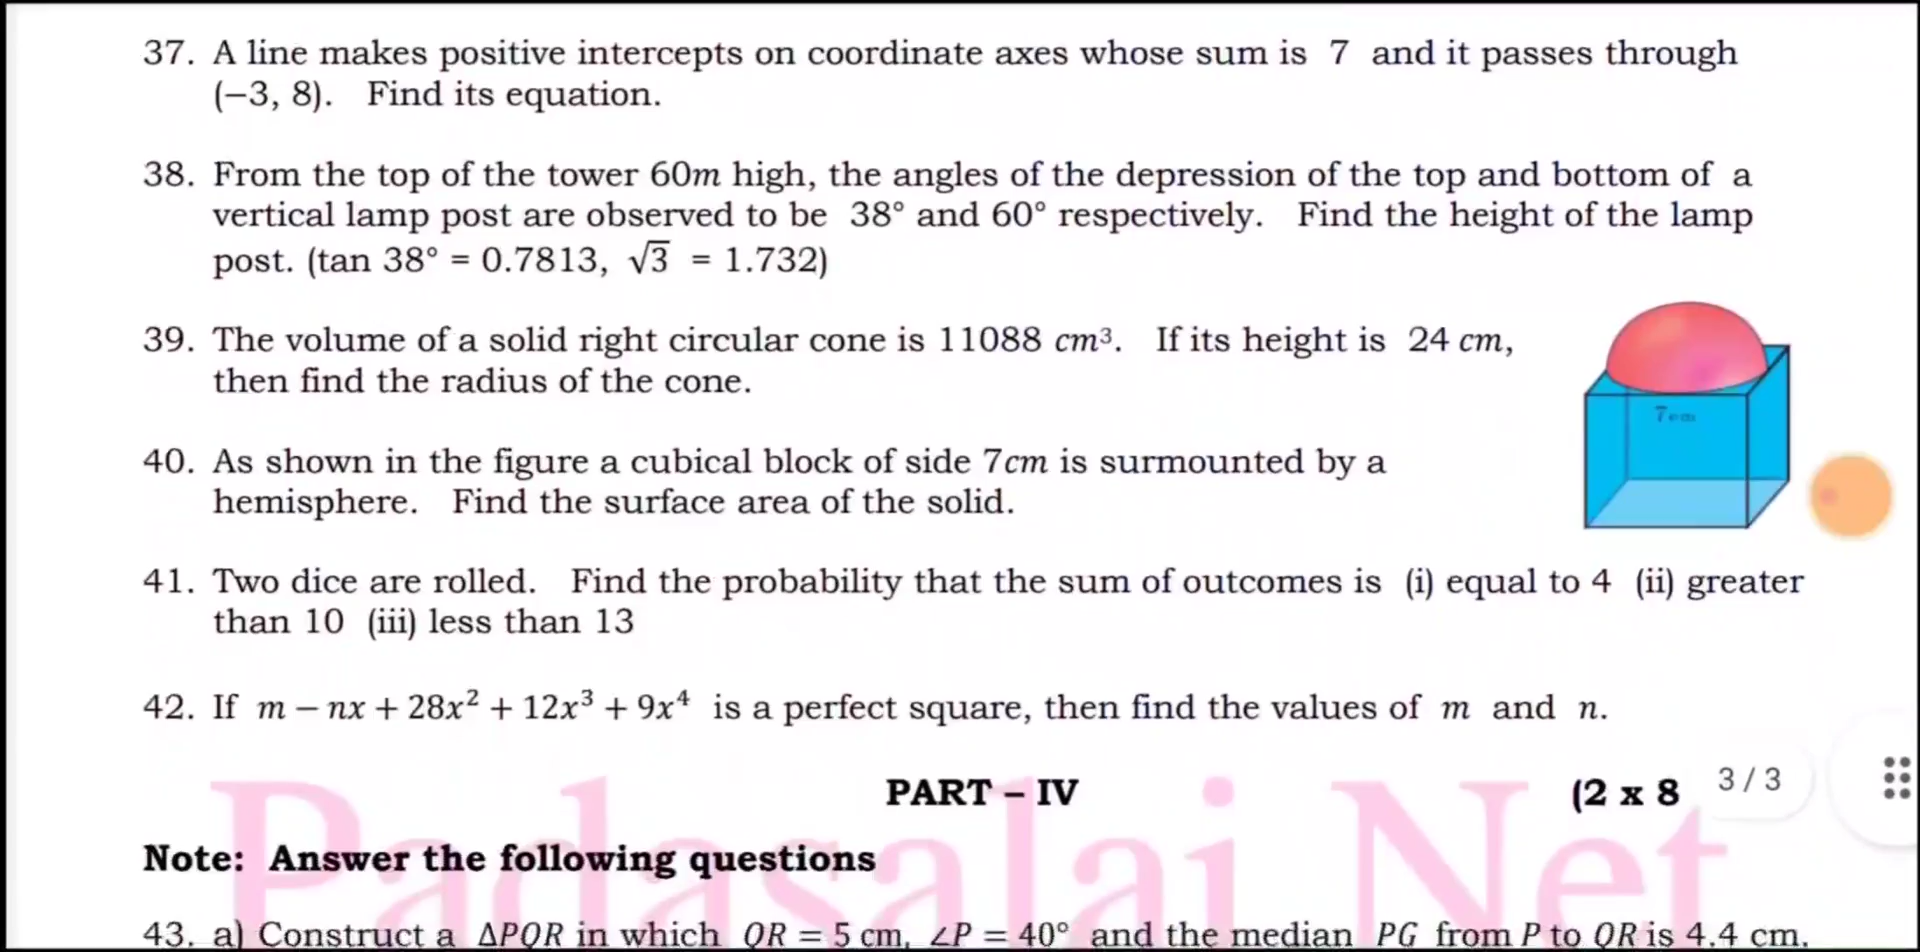 37. A line makes positive intercepts on coordinate axes whose sum is 7 and it passes through
(−3, 8). Find its equation.
38. From the top of the tower 60m high, the angles of the depression of the top and bottom of a
vertical lamp post are observed to be 38° and 60° respectively. Find the height of the lamp
post. (tan 38° = 0.7813, √3 = 1.732)
39. The volume of a solid right circular cone is 11088 cm³. If its height is 24 cm,
then find the radius of the cone.
7cm
40. As shown in the figure a cubical block of side 7cm is surmounted by a
hemisphere. Find the surface area of the solid.
41. Two dice are rolled. Find the probability that the sum of outcomes is (i) equal to 4 (ii) greater
than 10 (iii) less than 13
42. If m − nx + 28x² + 12x³ + 9x⁴ is a perfect square, then find the values of m and n.
PART – IV (2 x 8
3 / 3
Padasalai Net
Note: Answer the following questions
43. a) Construct a ΔPQR in which QR = 5 cm, ∠P = 40° and the median PG from P to QR is 4.4 cm.